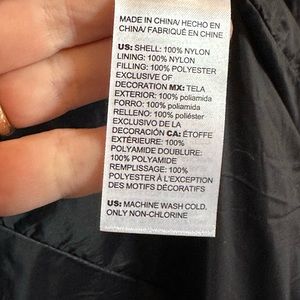 MADE IN CHINA/ HECHO EN
CHINA/ FABRIQUÉ EN CHINE
US: SHELL: 100% NYLON
LINING: 100% NYLON
FILLING: 100% POLYESTER
EXCLUSIVE OF
DECORATION MX: TELA
EXTERIOR: 100% poliamida
FORRO: 100% poliamida
RELLENO: 100% poliéster
EXCLUSIVO DE LA
DECORACIÓN CA: ÉTOFFE
EXTÉRIEURE: 100%
POLYAMIDE DOUBLURE:
100% POLYAMIDE
REMPLISSAGE: 100%
POLYESTER À L'EXCEPTION
DES MOTIFS DÉCORATIFS
US: MACHINE WASH COLD.
ONLY NON-CHLORINE